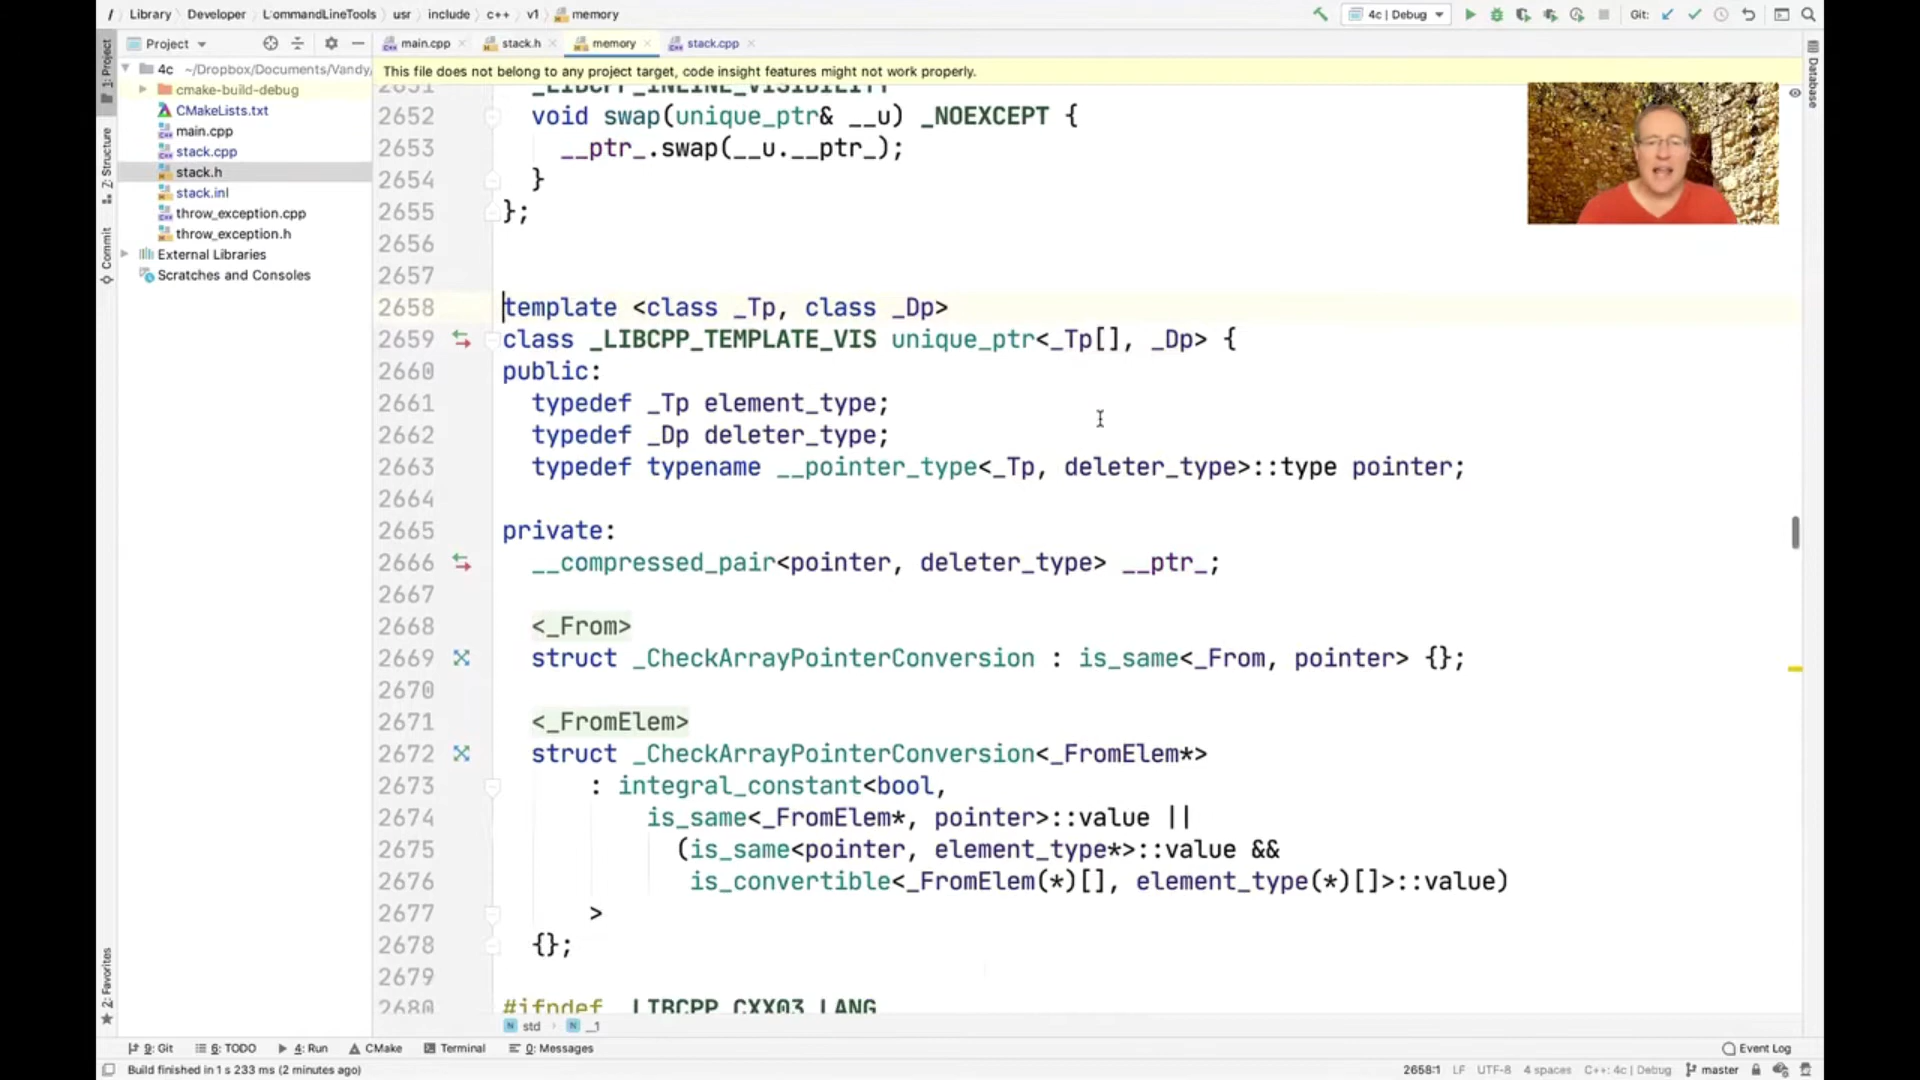 / Library Developer CommandLineTools usr include c++ v1 memory
4c | Debug
Git:
1: Project
Project
main.cpp
stack.h
memory
stack.cpp
Database
4c ~/Dropbox/Documents/Vandy/
This file does not belong to any project target, code insight features might not work properly.
cmake-build-debug
CMakeLists.txt
main.cpp
stack.cpp
stack.h
stack.inl
throw_exception.cpp
throw_exception.h
External Libraries
Scratches and Consoles
Z: Structure
Commit
2: Favorites
2651 _LIBCPP_INLINE_VISIBILITY
2652 void swap(unique_ptr& __u) _NOEXCEPT {
2653 __ptr_.swap(__u.__ptr_);
2654 }
2655 };
2656
2657
2658 template <class _Tp, class _Dp>
2659 class _LIBCPP_TEMPLATE_VIS unique_ptr<_Tp[], _Dp> {
2660 public:
2661 typedef _Tp element_type;
2662 typedef _Dp deleter_type;
2663 typedef typename __pointer_type<_Tp, deleter_type>::type pointer;
2664
2665 private:
2666 __compressed_pair<pointer, deleter_type> __ptr_;
2667
2668 <_From>
2669 struct _CheckArrayPointerConversion : is_same<_From, pointer> {};
2670
2671 <_FromElem>
2672 struct _CheckArrayPointerConversion<_FromElem*>
2673 : integral_constant<bool,
2674 is_same<_FromElem*, pointer>::value ||
2675 (is_same<pointer, element_type*>::value &&
2676 is_convertible<_FromElem(*)[], element_type(*)[]>::value)
2677 >
2678 {};
2679
2680 #ifndef _LIBCPP_CXX03_LANG
std __1
9: Git 6: TODO 4: Run CMake Terminal 0: Messages Event Log
Build finished in 1 s 233 ms (2 minutes ago) 2658:1 LF UTF-8 4 spaces C++: 4c | Debug master